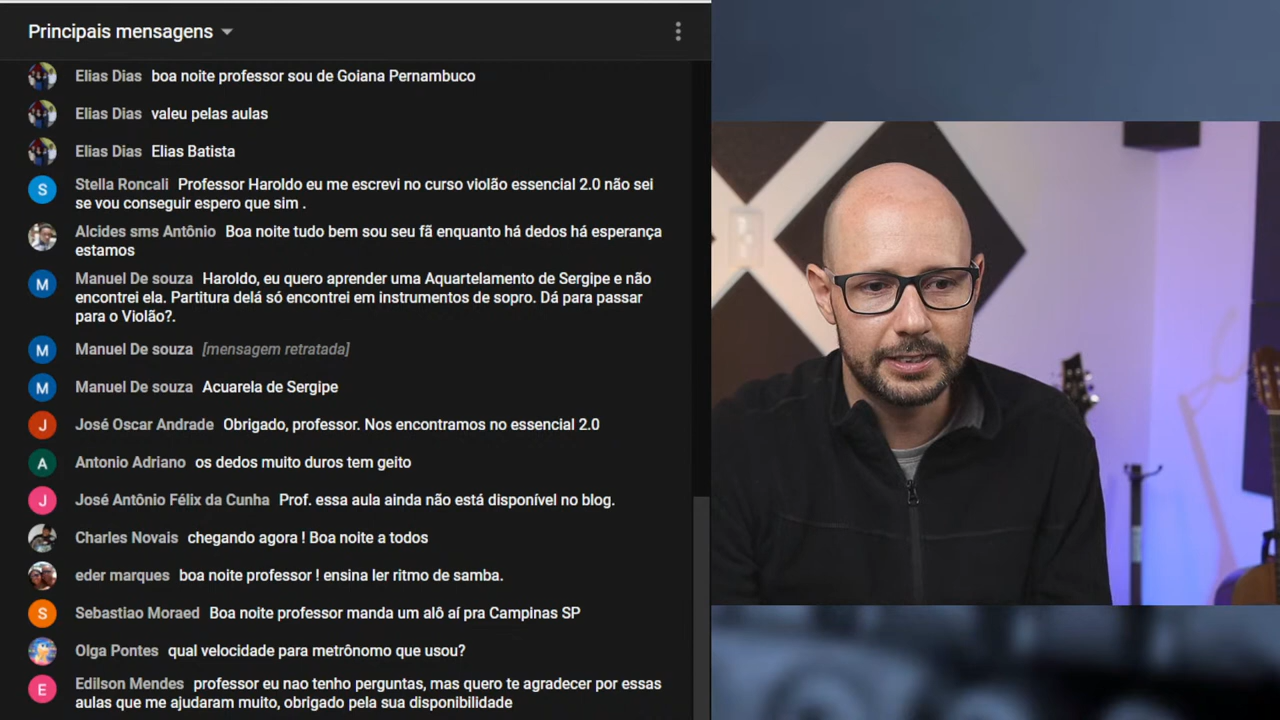 Principais mensagens
Elias Dias boa noite professor sou de Goiana Pernambuco
Elias Dias valeu pelas aulas
Elias Dias Elias Batista
S Stella Roncali Professor Haroldo eu me escrevi no curso violão essencial 2.0 não sei
se vou conseguir espero que sim .
Alcides sms Antônio Boa noite tudo bem sou seu fã enquanto há dedos há esperança
estamos
M Manuel De souza Haroldo, eu quero aprender uma Aquartelamento de Sergipe e não
encontrei ela. Partitura delá só encontrei em instrumentos de sopro. Dá para passar
para o Violão?.
M Manuel De souza [mensagem retratada]
M Manuel De souza Acuarela de Sergipe
J José Oscar Andrade Obrigado, professor. Nos encontramos no essencial 2.0
A Antonio Adriano os dedos muito duros tem geito
J José Antônio Félix da Cunha Prof. essa aula ainda não está disponível no blog.
Charles Novais chegando agora ! Boa noite a todos
eder marques boa noite professor ! ensina ler ritmo de samba.
S Sebastiao Moraed Boa noite professor manda um alô aí pra Campinas SP
Olga Pontes qual velocidade para metrônomo que usou?
E Edilson Mendes professor eu nao tenho perguntas, mas quero te agradecer por essas
aulas que me ajudaram muito, obrigado pela sua disponibilidade